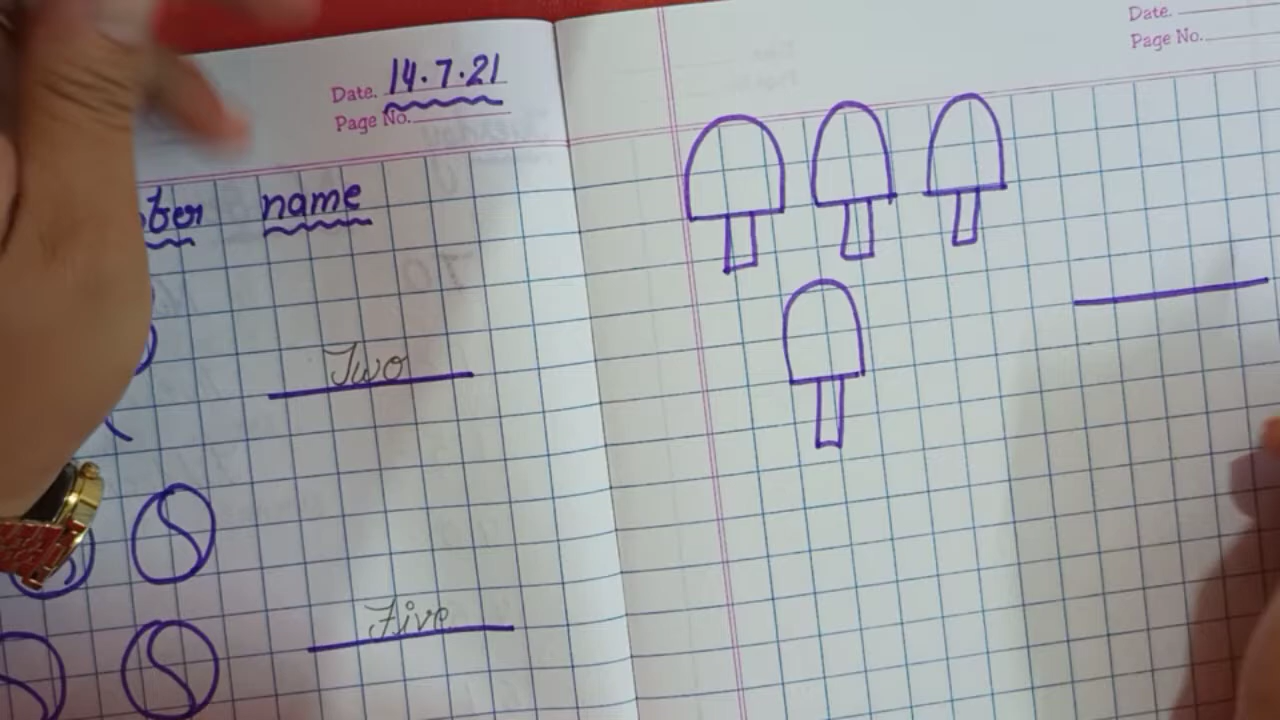 Date. 14.7.21
Page No.
name
Two
Five
Date.
Page No.